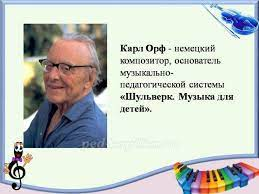 Карл Орф - немецкий
композитор, основатель
музыкально-
педагогической системы
«Шульверк. Музыка для
детей».